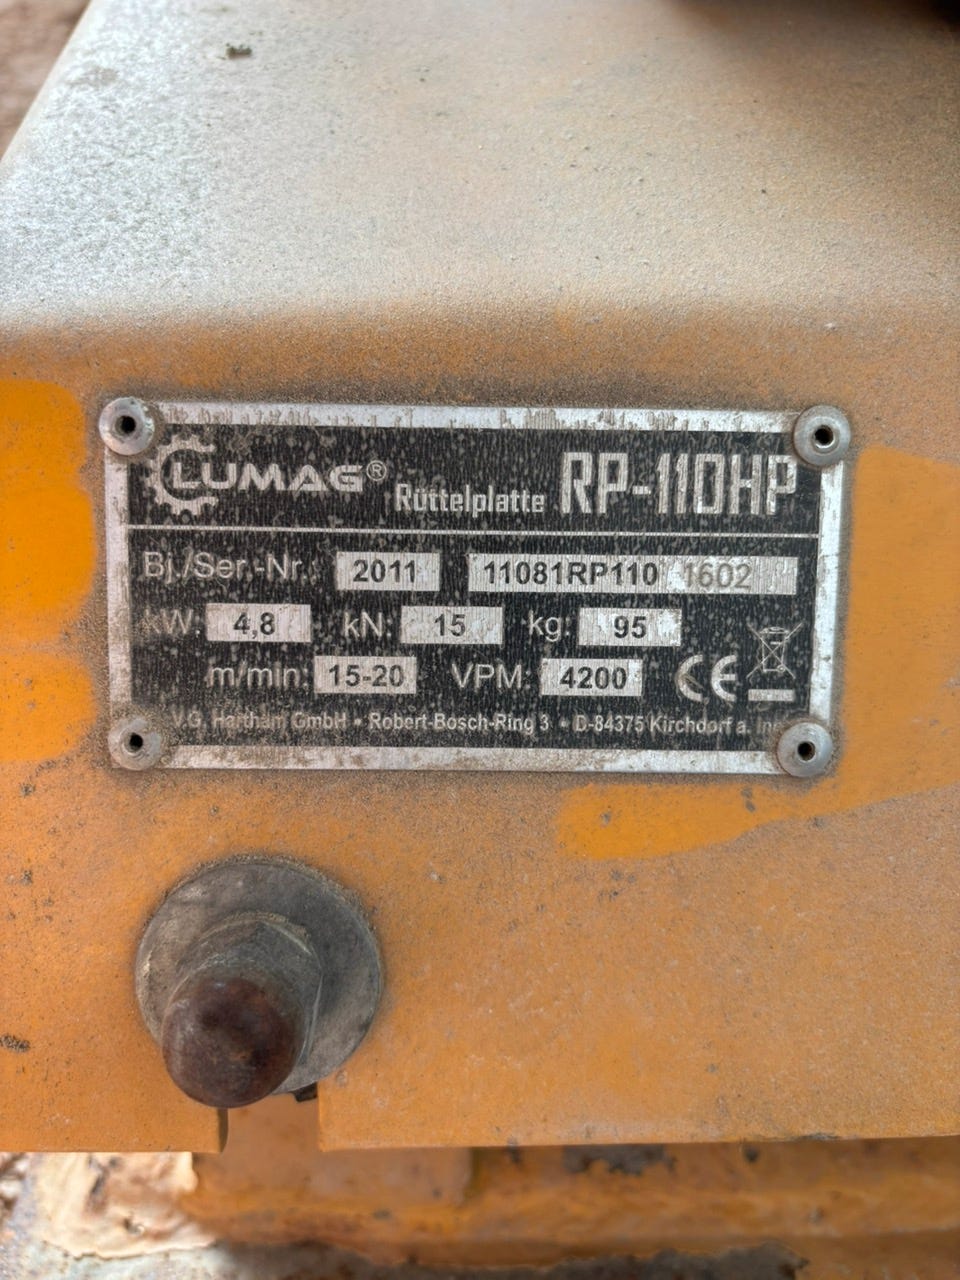 LUMAG® Rüttelplatte RP-110HP
Bj./Ser.-Nr.: 2011 11081RP110 1602
kW: 4,8 kN: 15 kg: 95
m/min: 15-20 VPM: 4200 CE
V.G. Hartham GmbH • Robert-Bosch-Ring 3 • D-84375 Kirchdorf a. Inn